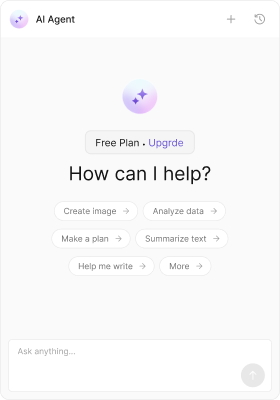 AI Agent
Free Plan • Upgrde
How can I help?
Create image → Analyze data →
Make a plan → Summarize text →
Help me write → More →
Ask anything...